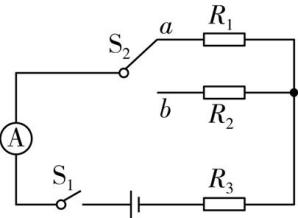 a R₁
S₂
b R₂
A
S₁ R₃